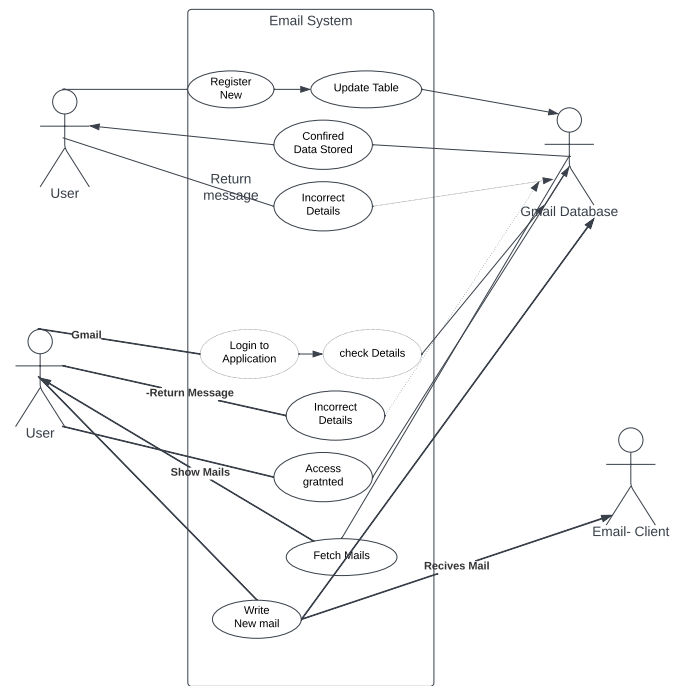 Email System
Register
New
Update Table
Confired
Data Stored
User
Return
message
Incorrect
Details
Gmail Database
Gmail
Login to
Application
check Details
-Return Message
Incorrect
Details
User
Show Mails
Access
gratnted
Email- Client
Fetch Mails
Recives Mail
Write
New mail